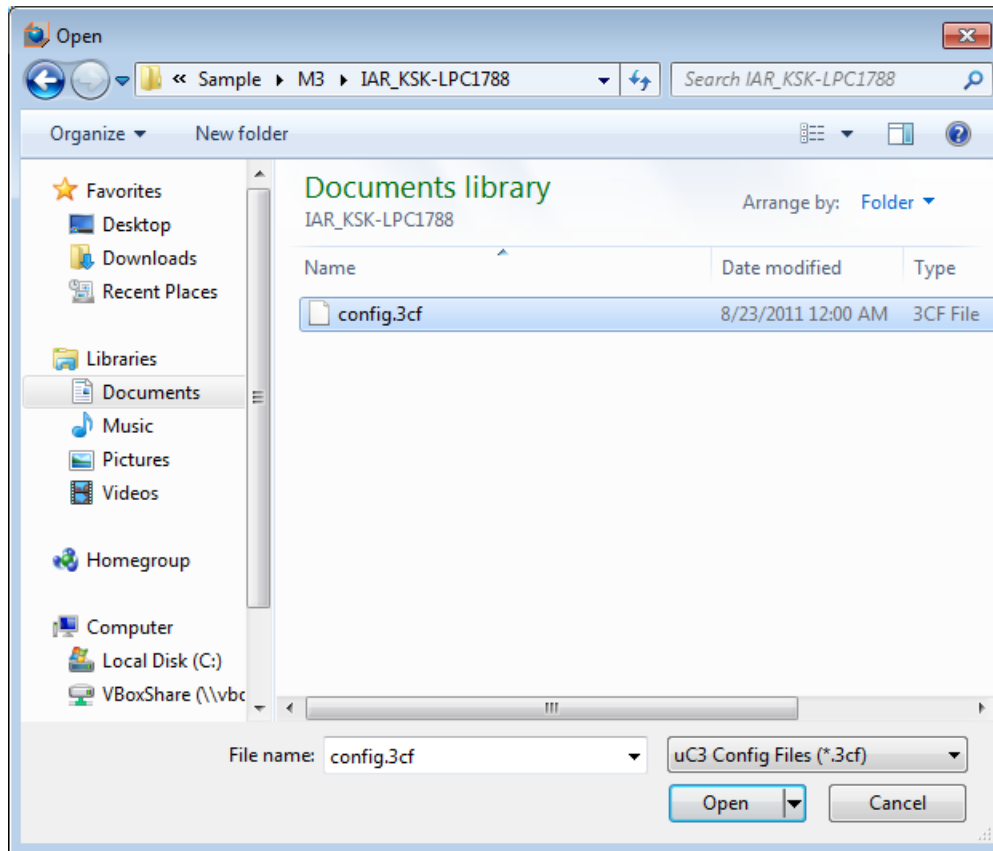 Open
« Sample ▸ M3 ▸ IAR_KSK-LPC1788
Search IAR_KSK-LPC1788
Organize
New folder
Favorites
Desktop
Downloads
Recent Places
Libraries
Documents
Music
Pictures
Videos
Homegroup
Computer
Local Disk (C:)
VBoxShare (\\vbc
Documents library
IAR_KSK-LPC1788
Arrange by: Folder
Name Date modified Type
config.3cf 8/23/2011 12:00 AM 3CF File
File name: config.3cf
uC3 Config Files (*.3cf)
Open
Cancel